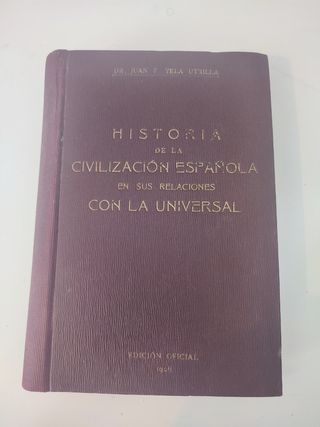 DR. JUAN F. YELA UTRILLA
HISTORIA
DE LA
CIVILIZACIÓN ESPAÑOLA
EN SUS RELACIONES
CON LA UNIVERSAL
EDICIÓN OFICIAL